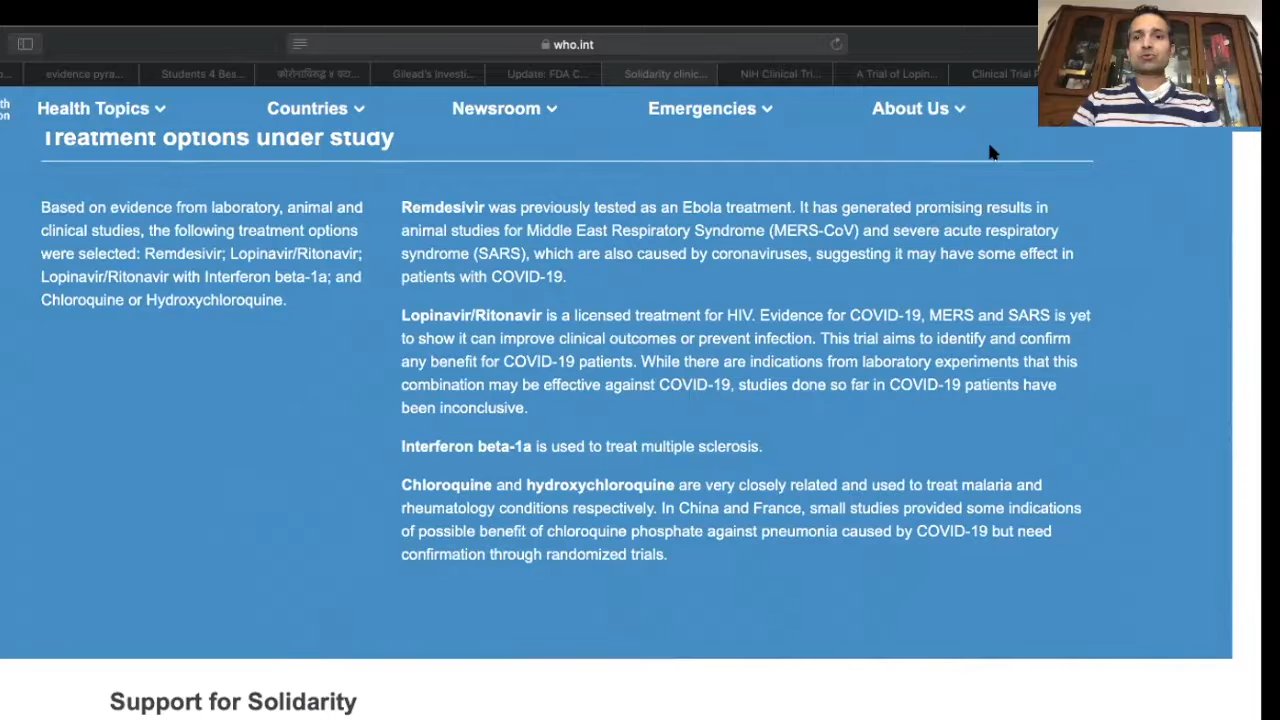 who.int
evidence pyra...
Students 4 Bes...
Gilead's Investi...
Update: FDA C...
Solidarity clinic...
NIH Clinical Tri...
A Trial of Lopin...
Clinical Trial
Health Topics
Countries
Newsroom
Emergencies
About Us
Treatment options under study
Based on evidence from laboratory, animal and
clinical studies, the following treatment options
were selected: Remdesivir; Lopinavir/Ritonavir;
Lopinavir/Ritonavir with Interferon beta-1a; and
Chloroquine or Hydroxychloroquine.
Remdesivir was previously tested as an Ebola treatment. It has generated promising results in
animal studies for Middle East Respiratory Syndrome (MERS-CoV) and severe acute respiratory
syndrome (SARS), which are also caused by coronaviruses, suggesting it may have some effect in
patients with COVID-19.
Lopinavir/Ritonavir is a licensed treatment for HIV. Evidence for COVID-19, MERS and SARS is yet
to show it can improve clinical outcomes or prevent infection. This trial aims to identify and confirm
any benefit for COVID-19 patients. While there are indications from laboratory experiments that this
combination may be effective against COVID-19, studies done so far in COVID-19 patients have
been inconclusive.
Interferon beta-1a is used to treat multiple sclerosis.
Chloroquine and hydroxychloroquine are very closely related and used to treat malaria and
rheumatology conditions respectively. In China and France, small studies provided some indications
of possible benefit of chloroquine phosphate against pneumonia caused by COVID-19 but need
confirmation through randomized trials.
Support for Solidarity